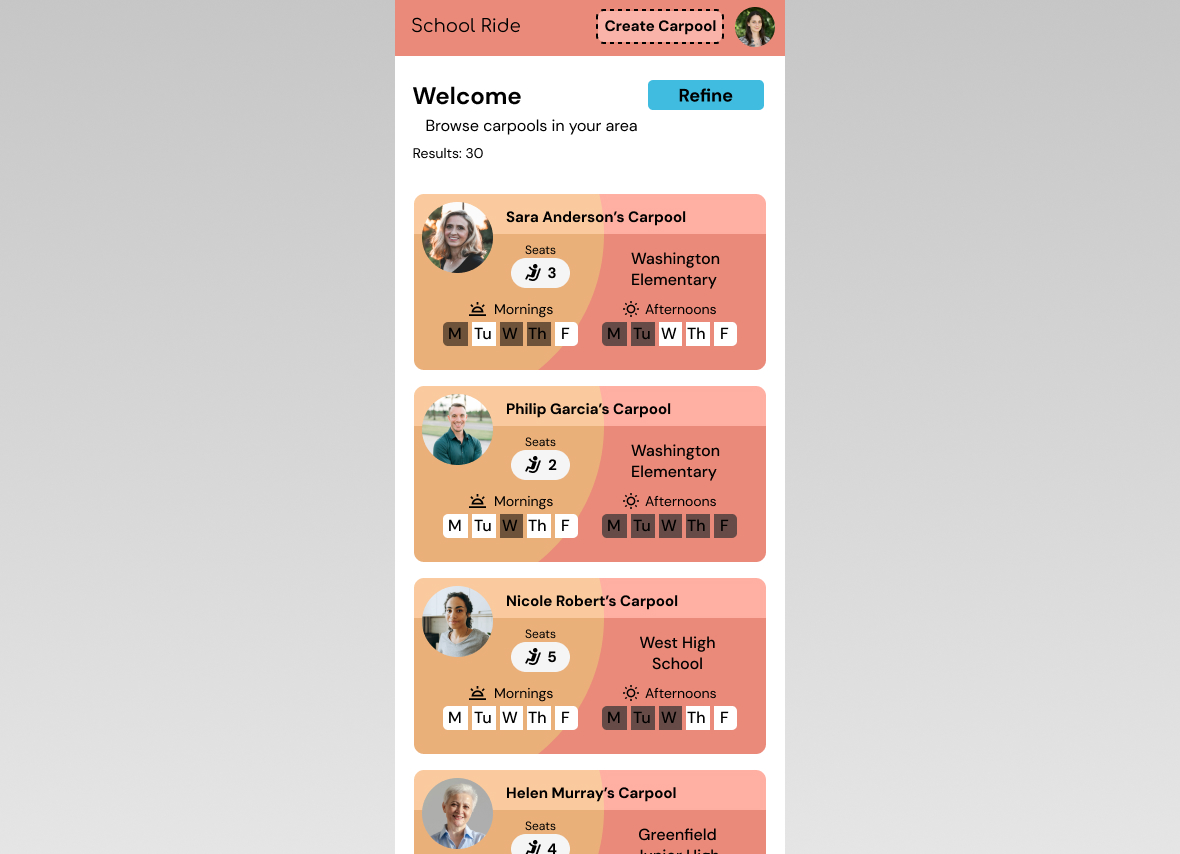 School Ride
Create Carpool
Welcome
Refine
Browse carpools in your area
Results: 30
Sara Anderson’s Carpool
Seats
3
Washington
Elementary
Mornings
M Tu W Th F
Afternoons
M Tu W Th F
Philip Garcia’s Carpool
Seats
2
Washington
Elementary
Mornings
M Tu W Th F
Afternoons
M Tu W Th F
Nicole Robert’s Carpool
Seats
5
West High
School
Mornings
M Tu W Th F
Afternoons
M Tu W Th F
Helen Murray’s Carpool
Seats
4
Greenfield
Junior High